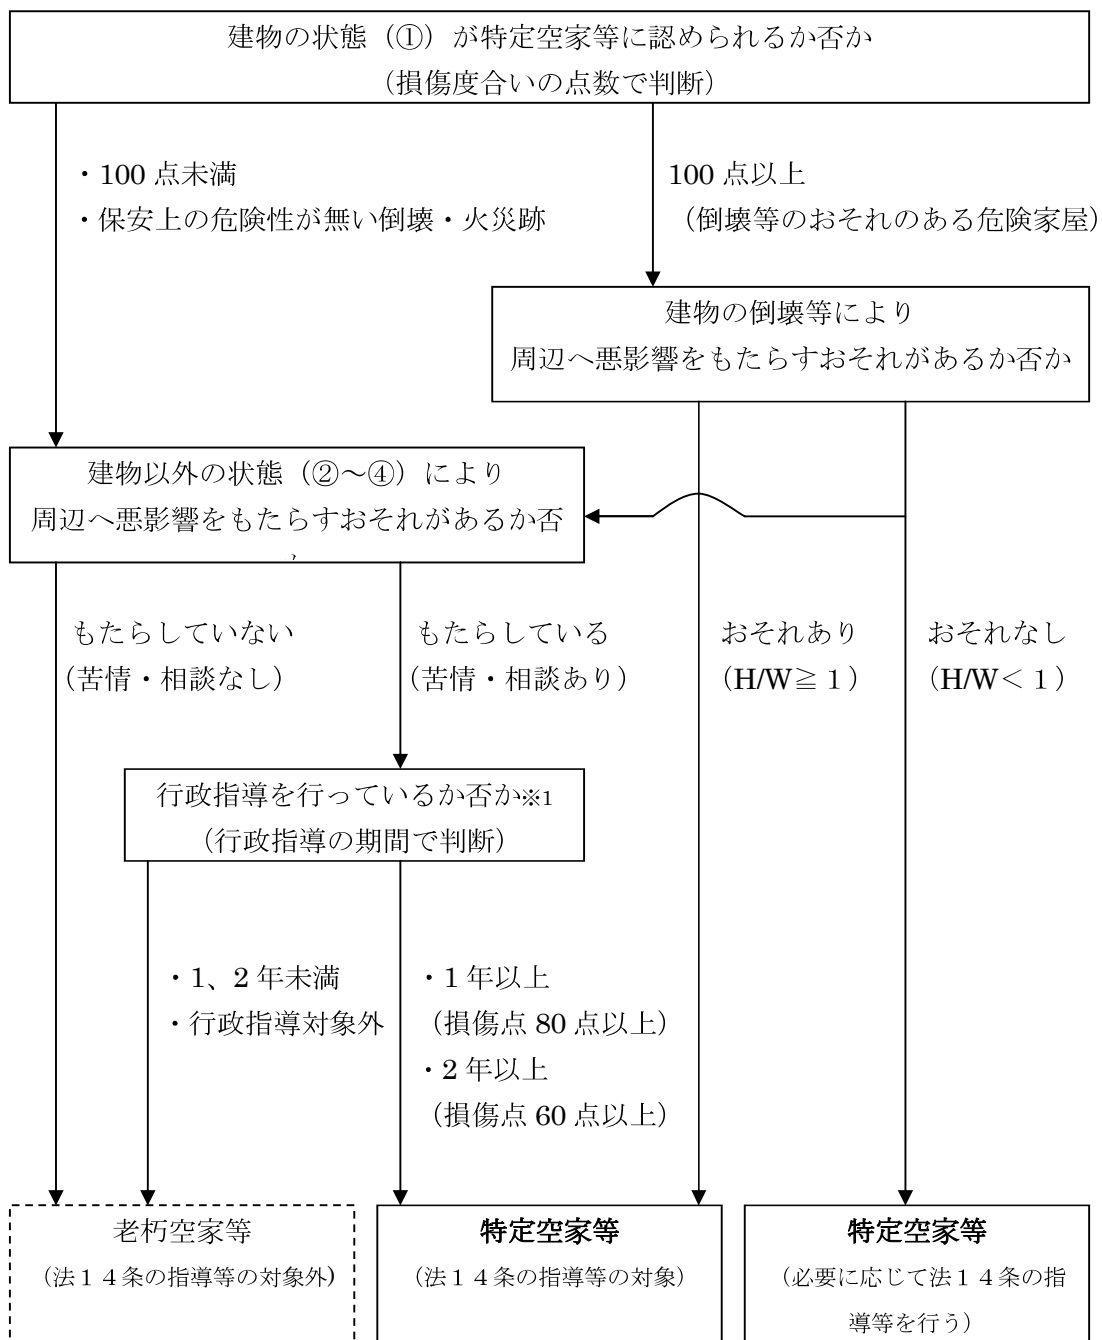 建物の状態（①）が特定空家等に認められるか否か
（損傷度合いの点数で判断）
・100 点未満
・保安上の危険性が無い倒壊・火災跡
100 点以上
（倒壊等のおそれのある危険家屋）
建物の倒壊等により
周辺へ悪影響をもたらすおそれがあるか否か
建物以外の状態（②～④）により
周辺へ悪影響をもたらすおそれがあるか否
もたらしていない
（苦情・相談なし）
もたらしている
（苦情・相談あり）
おそれあり
（H/W≧１）
おそれなし
（H/W＜１）
行政指導を行っているか否か※1
（行政指導の期間で判断）
・1、2 年未満
・行政指導対象外
・1 年以上
（損傷点 80 点以上）
・2 年以上
（損傷点 60 点以上）
老朽空家等
（法１４条の指導等の対象外）
特定空家等
（法１４条の指導等の対象）
特定空家等
（必要に応じて法１４条の指
導等を行う）